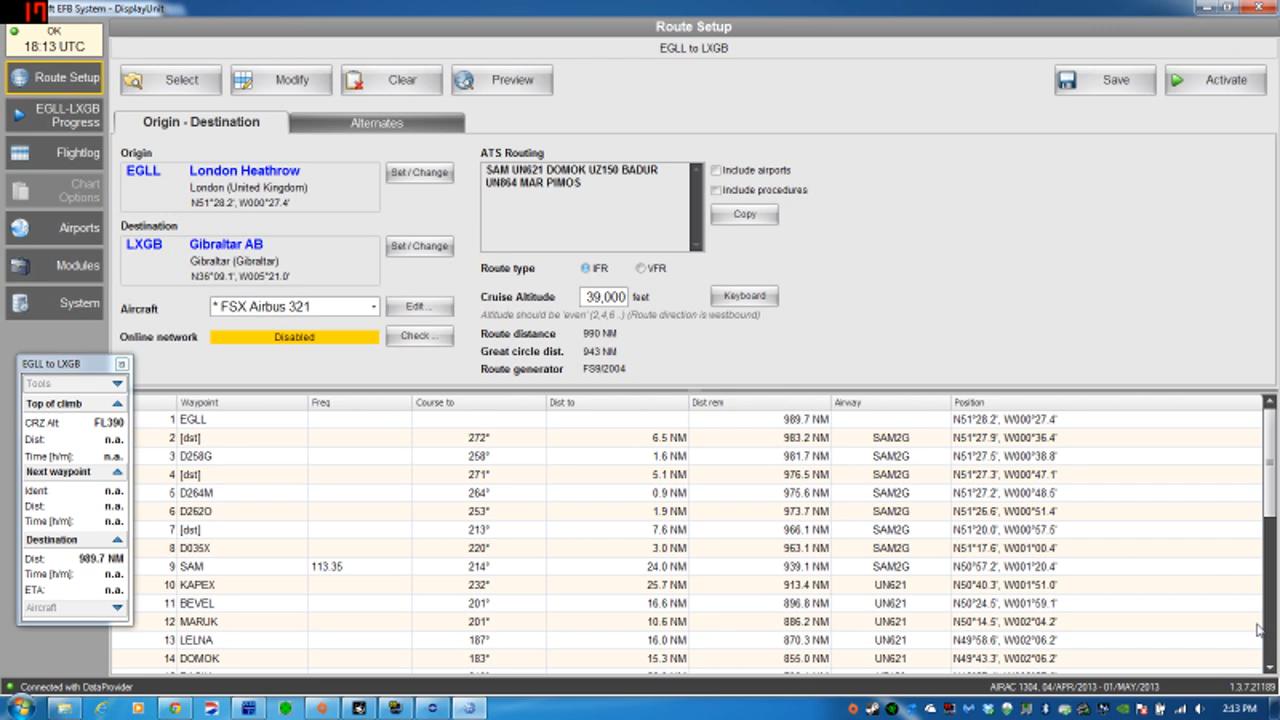 17
ft EFB System - DisplayUnit
OK
18:13 UTC
Route Setup
EGLL to LXGB
Route Setup
EGLL-LXGB
Progress
Flightlog
Chart
Options
Airports
Modules
System
Select
Modify
Clear
Preview
Save
Activate
Origin - Destination
Alternates
Origin
EGLL London Heathrow
London (United Kingdom)
N51°28.2', W000°27.4'
Set / Change
Destination
LXGB Gibraltar AB
Gibraltar (Gibraltar)
N36°09.1', W005°21.0'
Set / Change
Aircraft * FSX Airbus 321 Edit ...
Online network Disabled Check ...
ATS Routing
SAM UN621 DOMOK UZ150 BADUR
UN864 MAR PIMOS
Include airports
Include procedures
Copy
Route type IFR VFR
Cruise Altitude 39,000 feet Keyboard
Altitude should be 'even' (2,4,6 ..) (Route direction is westbound)
Route distance 990 NM
Great circle dist. 943 NM
Route generator FS9/2004
EGLL to LXGB
Tools
Top of climb
CRZ Alt FL390
Dist: n.a.
Time [h/m]: n.a.
Next waypoint
Ident n.a.
Dist: n.a.
Time [h/m]: n.a.
Destination
Dist: 989.7 NM
Time [h/m]: n.a.
ETA: n.a.
Aircraft
Waypoint Freq Course to Dist to Dist rem Airway Position
1 EGLL 989.7 NM N51°28.2', W000°27.4'
2 [dst] 272° 6.5 NM 983.2 NM SAM2G N51°27.9', W000°36.4'
3 D258G 258° 1.6 NM 981.7 NM SAM2G N51°27.5', W000°38.8'
4 [dst] 271° 5.1 NM 976.5 NM SAM2G N51°27.3', W000°47.1'
5 D264M 264° 0.9 NM 975.6 NM SAM2G N51°27.2', W000°48.5'
6 D262O 253° 1.9 NM 973.7 NM SAM2G N51°26.6', W000°51.4'
7 [dst] 213° 7.6 NM 966.1 NM SAM2G N51°20.0', W000°57.5'
8 D035X 220° 3.0 NM 963.1 NM SAM2G N51°17.6', W001°00.4'
9 SAM 113.35 214° 24.0 NM 939.1 NM SAM2G N50°57.2', W001°20.4'
10 KAPEX 232° 25.7 NM 913.4 NM UN621 N50°40.3', W001°51.0'
11 BEVEL 201° 16.6 NM 896.8 NM UN621 N50°24.5', W001°59.1'
12 MARUK 201° 10.6 NM 886.2 NM UN621 N50°14.5', W002°04.2'
13 LELNA 187° 16.0 NM 870.3 NM UN621 N49°58.6', W002°06.2'
14 DOMOK 183° 15.3 NM 855.0 NM UN621 N49°43.3', W002°06.2'
Connected with DataProvider
AIRAC 1304, 04/APR/2013 - 01/MAY/2013 1.3.7.21189
2:13 PM